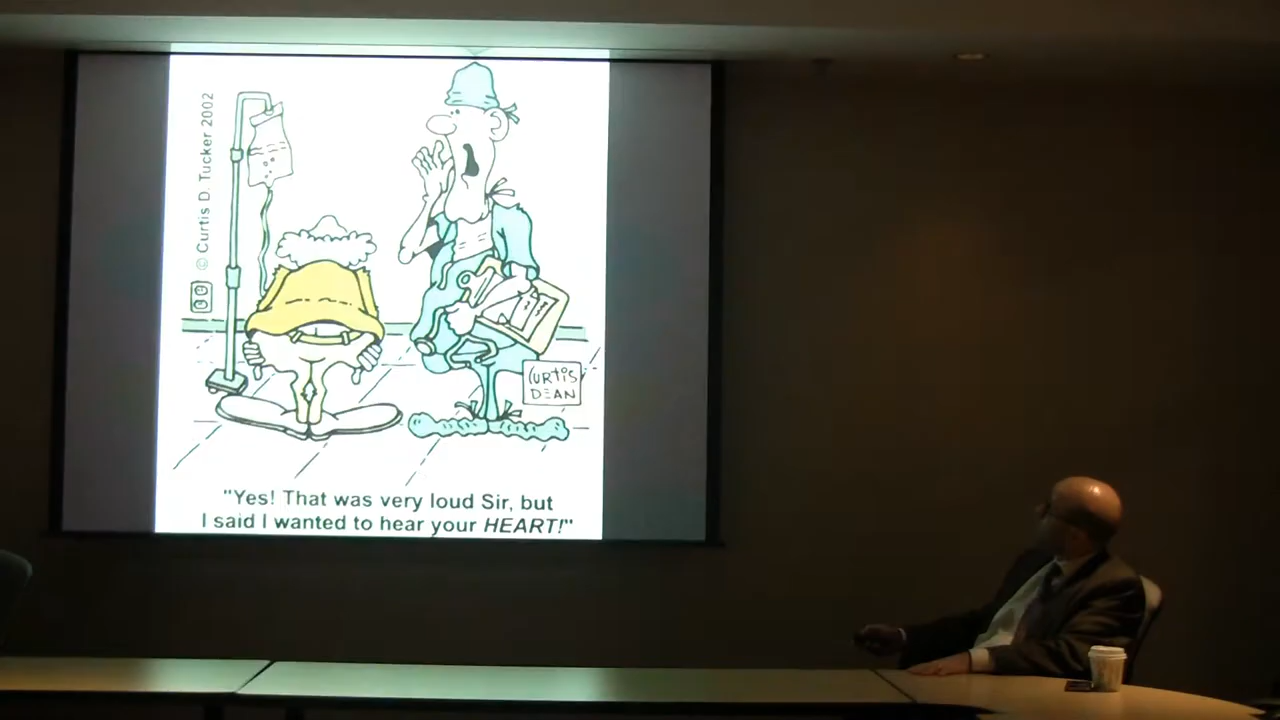 © Curtis D. Tucker 2002
CURTIS
DEAN
"Yes! That was very loud Sir, but
I said I wanted to hear your HEART!"